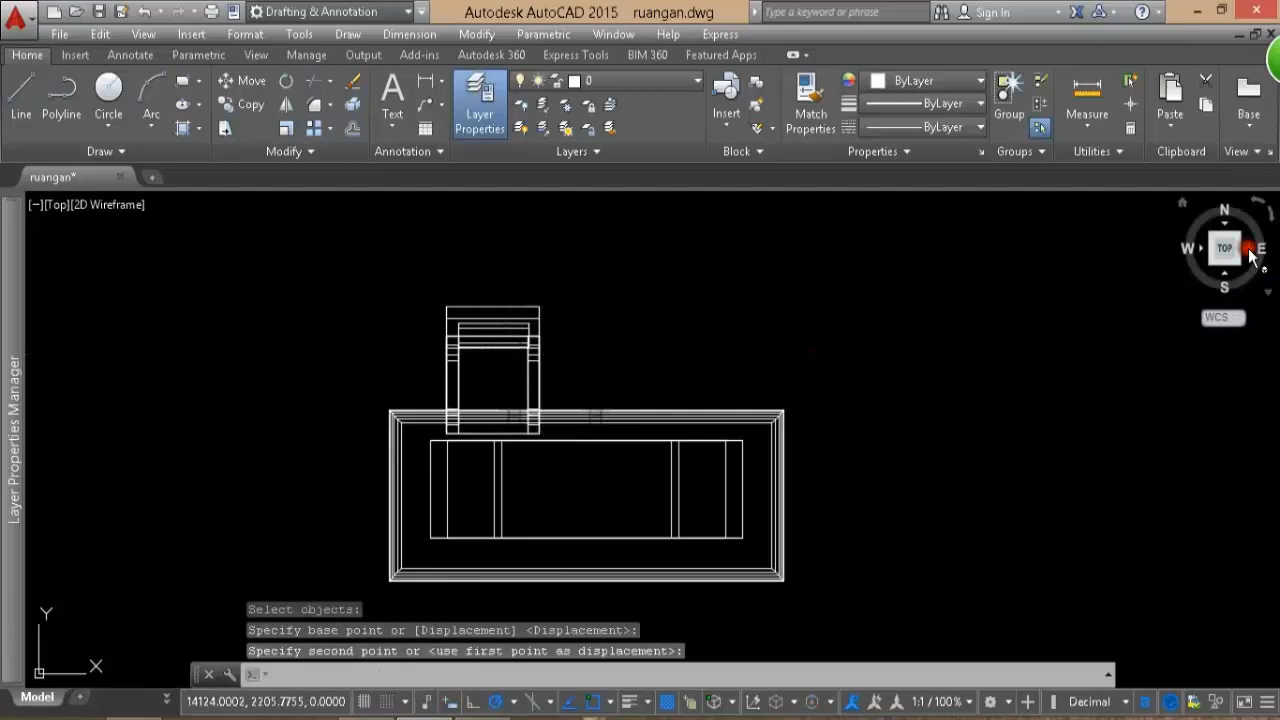 Drafting & Annotation
Autodesk AutoCAD 2015 ruangan.dwg
Type a keyword or phrase
Sign In
File Edit View Insert Format Tools Draw Dimension Modify Parametric Window Help Express
Home Insert Annotate Parametric View Manage Output Add-ins Autodesk 360 Express Tools BIM 360 Featured Apps
Line Polyline Circle Arc
Move
Copy
Text
Layer Properties
0
Insert
Match Properties
ByLayer
ByLayer
ByLayer
Group
Measure
Paste
Base
Draw Modify Annotation Layers Block Properties Groups Utilities Clipboard View
ruangan*
[−][Top][2D Wireframe]
N
W TOP E
S
WCS
Layer Properties Manager
Select objects:
Specify base point or [Displacement] <Displacement>:
Specify second point or <use first point as displacement>:
Y
X
Model
14124.0002, 2205.7755, 0.0000
1:1 / 100%
Decimal